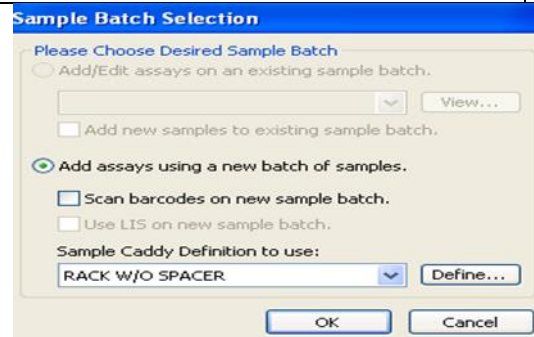 Sample Batch Selection
Please Choose Desired Sample Batch
Add/Edit assays on an existing sample batch.
View...
Add new samples to existing sample batch.
Add assays using a new batch of samples.
Scan barcodes on new sample batch.
Use LIS on new sample batch.
Sample Caddy Definition to use:
RACK W/O SPACER Define...
OK Cancel